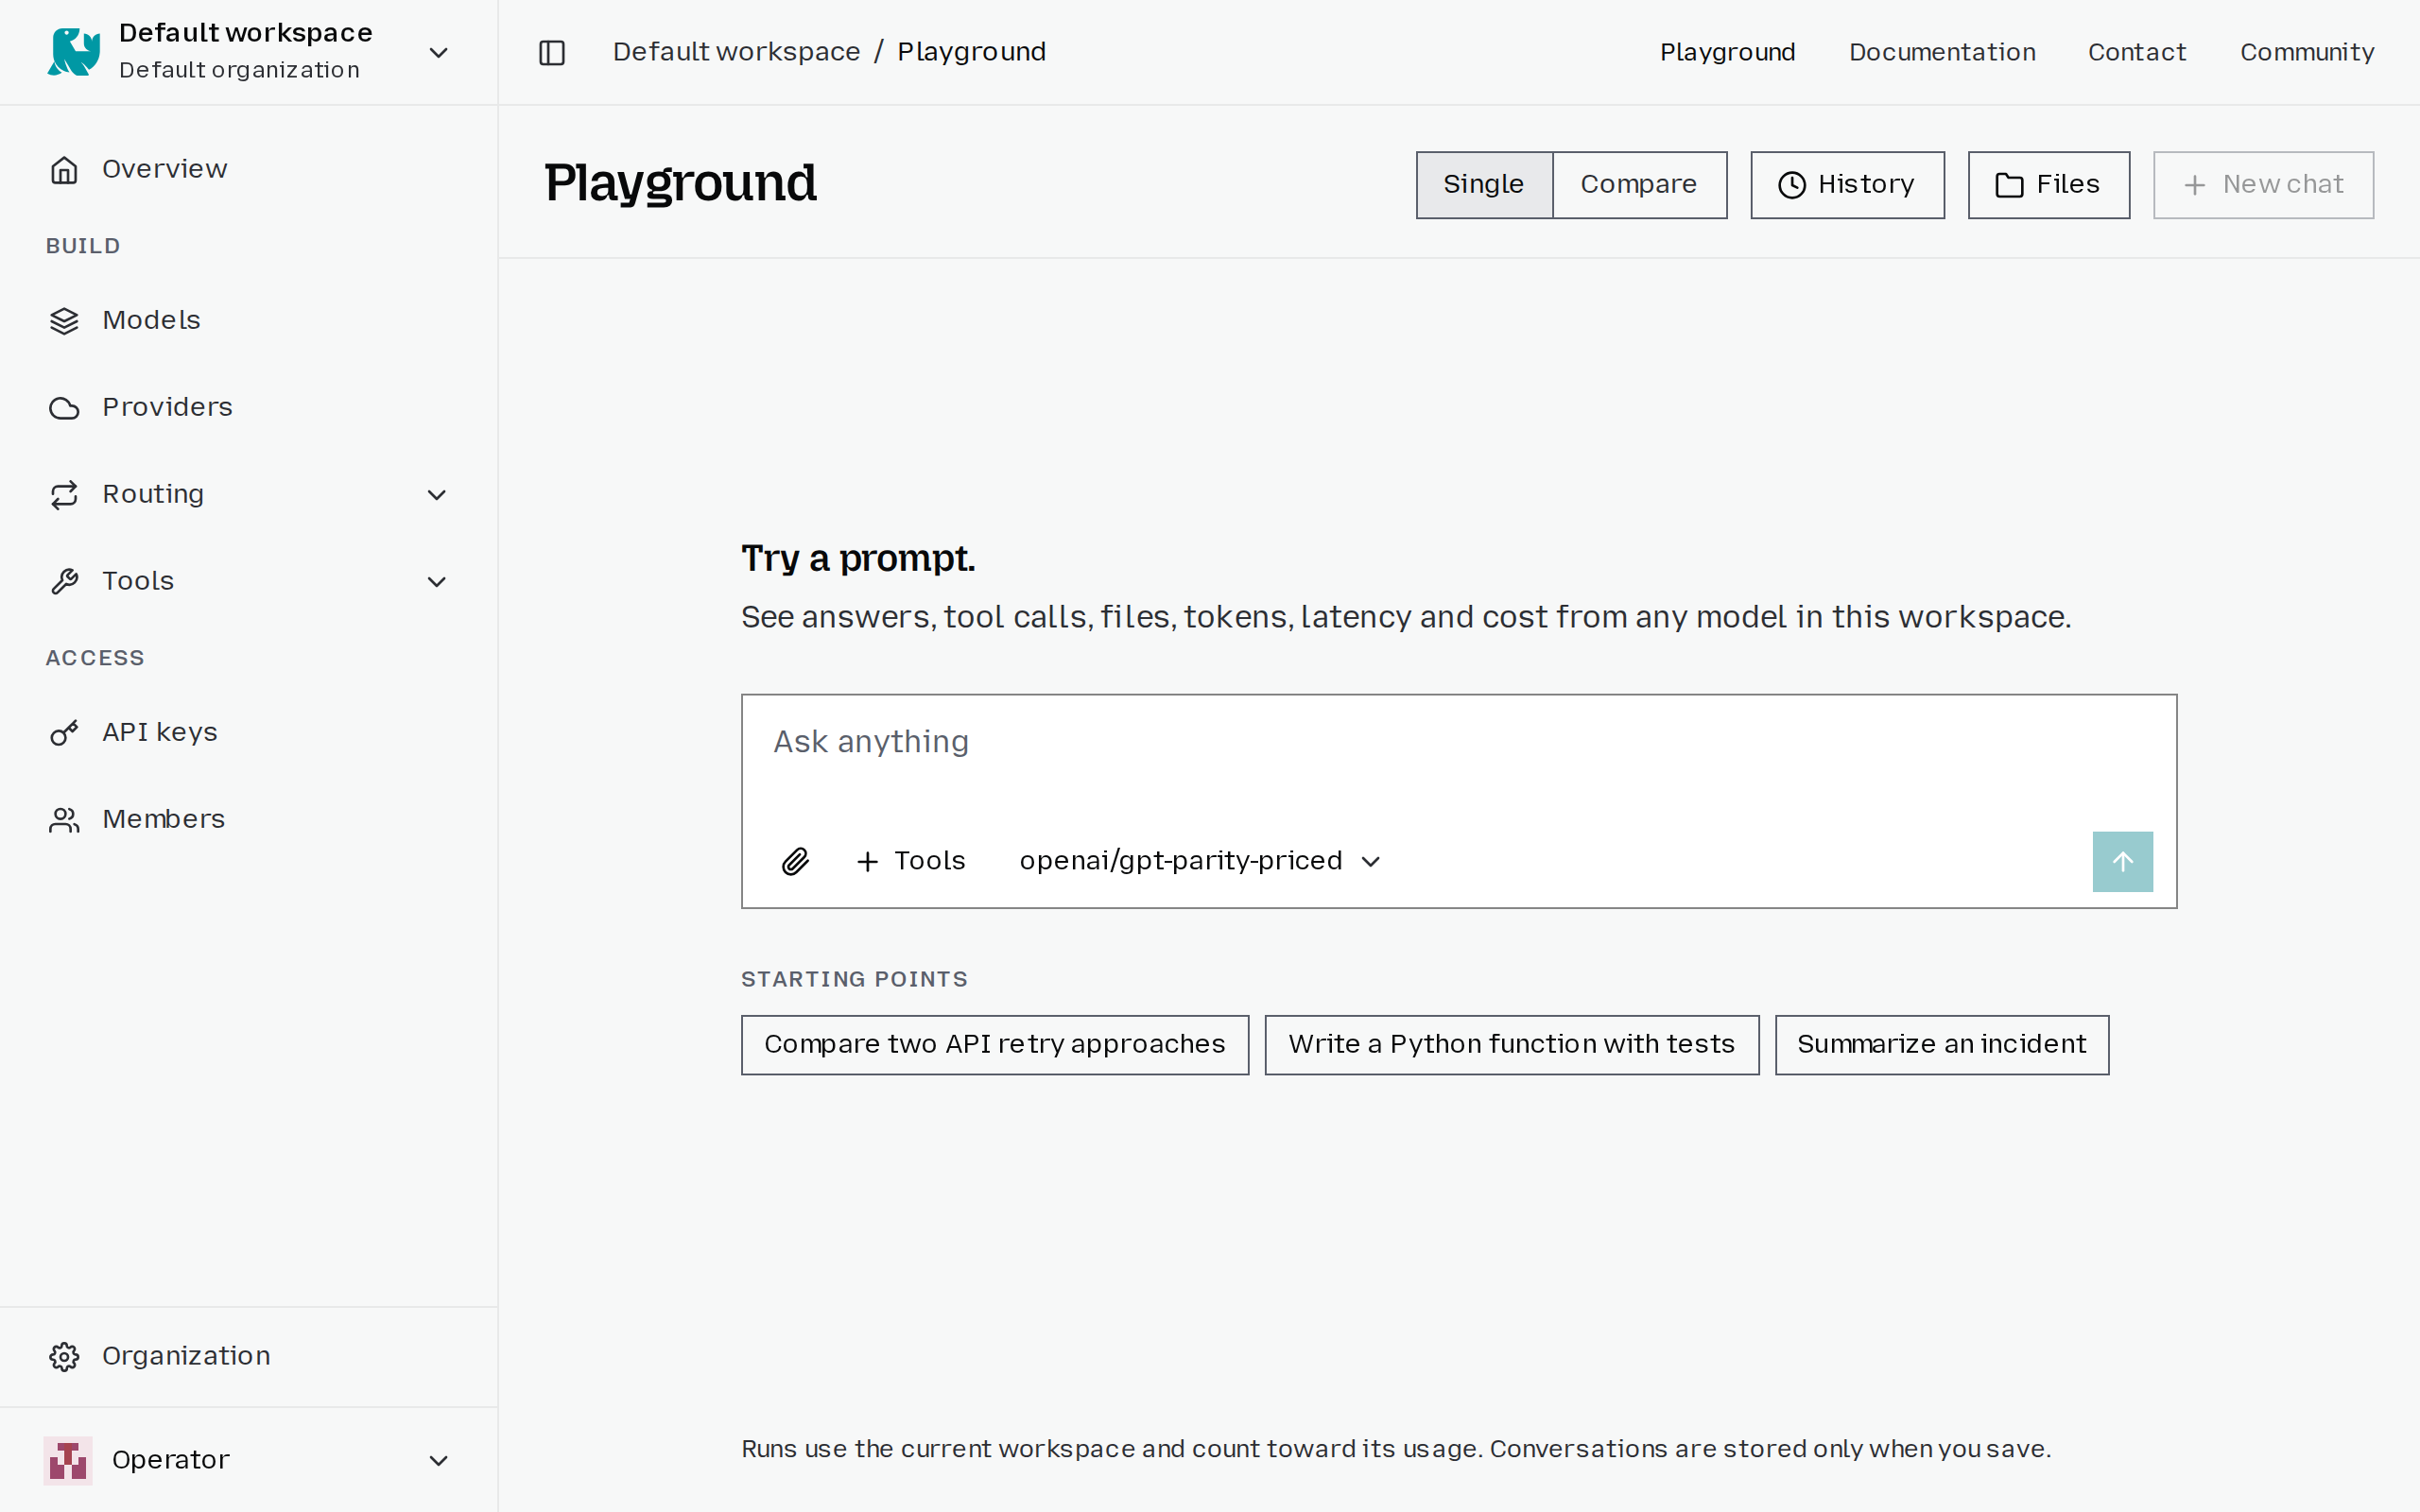 Default workspace
Default organization
Default workspace / Playground
Playground
Documentation
Contact
Community
Overview
BUILD
Models
Providers
Routing
Tools
ACCESS
API keys
Members
Organization
Operator
Playground
Single
Compare
History
Files
New chat
Try a prompt.
See answers, tool calls, files, tokens, latency and cost from any model in this workspace.
Ask anything
Tools
openai/gpt-parity-priced
STARTING POINTS
Compare two API retry approaches
Write a Python function with tests
Summarize an incident
Runs use the current workspace and count toward its usage. Conversations are stored only when you save.